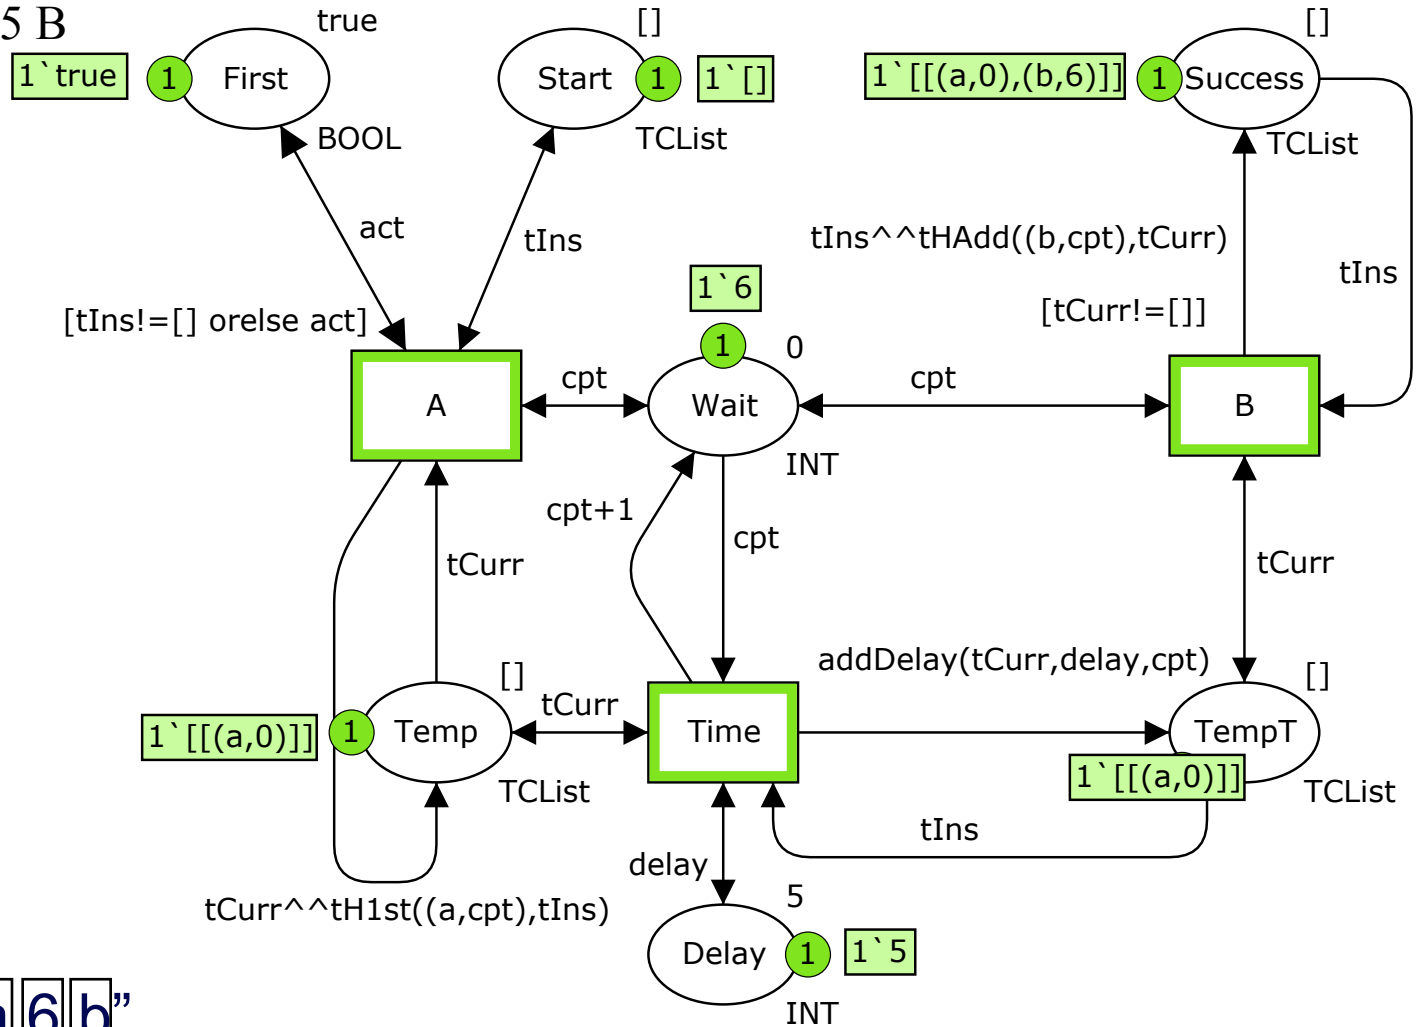 5 B
true
[]
[]
1`true
1
First
Start
1
1`[]
1`[[(a,0),(b,6)]]
1
Success
BOOL
TCList
TCList
act
tIns
tIns^^tHAdd((b,cpt),tCurr)
tIns
1`6
[tIns!=[] orelse act]
[tCurr!=[]]
1
0
A
cpt
Wait
cpt
B
INT
cpt+1
cpt
tCurr
tCurr
addDelay(tCurr,delay,cpt)
[]
[]
tCurr
1`[[(a,0)]]
1
Temp
Time
TempT
1`[[(a,0)]]
TCList
TCList
tIns
delay
5
tCurr^^tH1st((a,cpt),tIns)
Delay
1
1`5
6 b”
INT